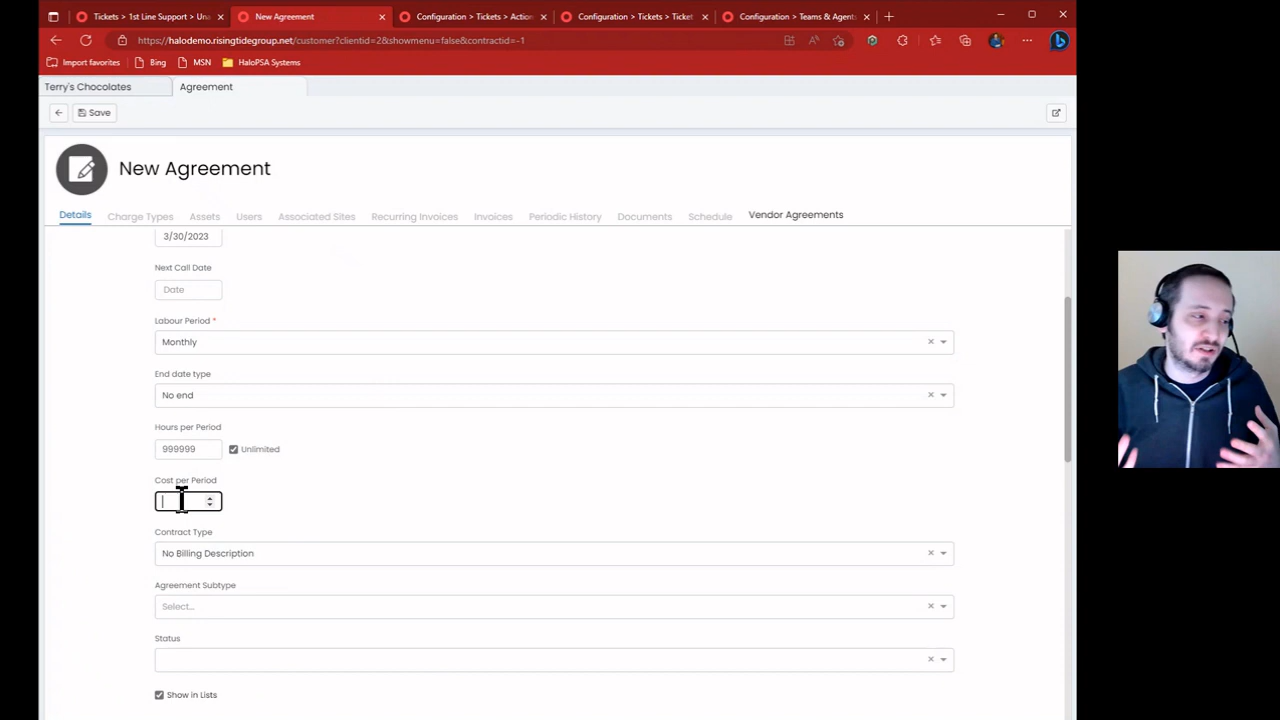 Tickets > 1st Line Support > Una
New Agreement
Configuration > Tickets > Action
Configuration > Tickets > Ticket
Configuration > Teams & Agents
https://halodemo.risingtidegroup.net/customer?clientid=2&showmenu=false&contractid=-1
Import favorites
Bing
MSN
HaloPSA Systems
Terry's Chocolates
Agreement
Save
New Agreement
Details
Charge Types
Assets
Users
Associated Sites
Recurring Invoices
Invoices
Periodic History
Documents
Schedule
Vendor Agreements
3/30/2023
Next Call Date
Date
Labour Period *
Monthly
End date type
No end
Hours per Period
999999
Unlimited
Cost per Period
Contract Type
No Billing Description
Agreement Subtype
Select...
Status
Show in Lists